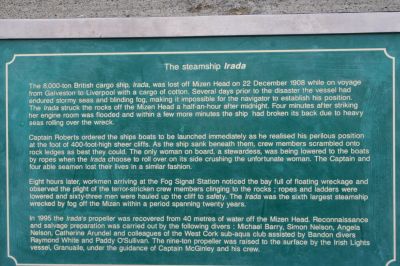 The steamship Irada
The 8,000-ton British cargo ship, Irada, was lost off Mizen Head on 22 December 1908 while on voyage
from Galveston to Liverpool with a cargo of cotton. Several days prior to the disaster the vessel had
endured stormy seas and blinding fog, making it impossible for the navigator to establish his position.
The Irada struck the rocks off the Mizen Head a half-an-hour after midnight. Four minutes after striking
her engine room was flooded and within a few more minutes the ship had broken its back due to heavy
seas rolling over the wreck.
Captain Roberts ordered the ships boats to be launched immediately as he realised his perilous position
at the foot of 400-foot-high sheer cliffs. As the ship sank beneath them, crew members scrambled onto
rock ledges as best they could. The only woman on board, a stewardess, was being lowered to the boats
by ropes when the Irada choose to roll over on its side crushing the unfortunate woman. The Captain and
four able seamen lost their lives in a similar fashion.
Eight hours later, workmen arriving at the Fog Signal Station noticed the bay full of floating wreckage and
observed the plight of the terror-stricken crew members clinging to the rocks ; ropes and ladders were
lowered and sixty-three men were hauled up the cliff to safety. The Irada was the sixth largest steamship
wrecked by fog off the Mizen within a period spanning twenty years.
In 1995 the Irada's propeller was recovered from 40 metres of water off the Mizen Head. Reconnaissance
and salvage preparation was carried out by the following divers : Michael Barry, Simon Nelson, Angela
Nelson, Catherine Arundel and colleagues of the West Cork sub-aqua club assisted by Bandon divers
Raymond White and Paddy O'Sullivan. The nine-ton propeller was raised to the surface by the Irish Lights
vessel, Granuaile, under the guidance of Captain McGinley and his crew.